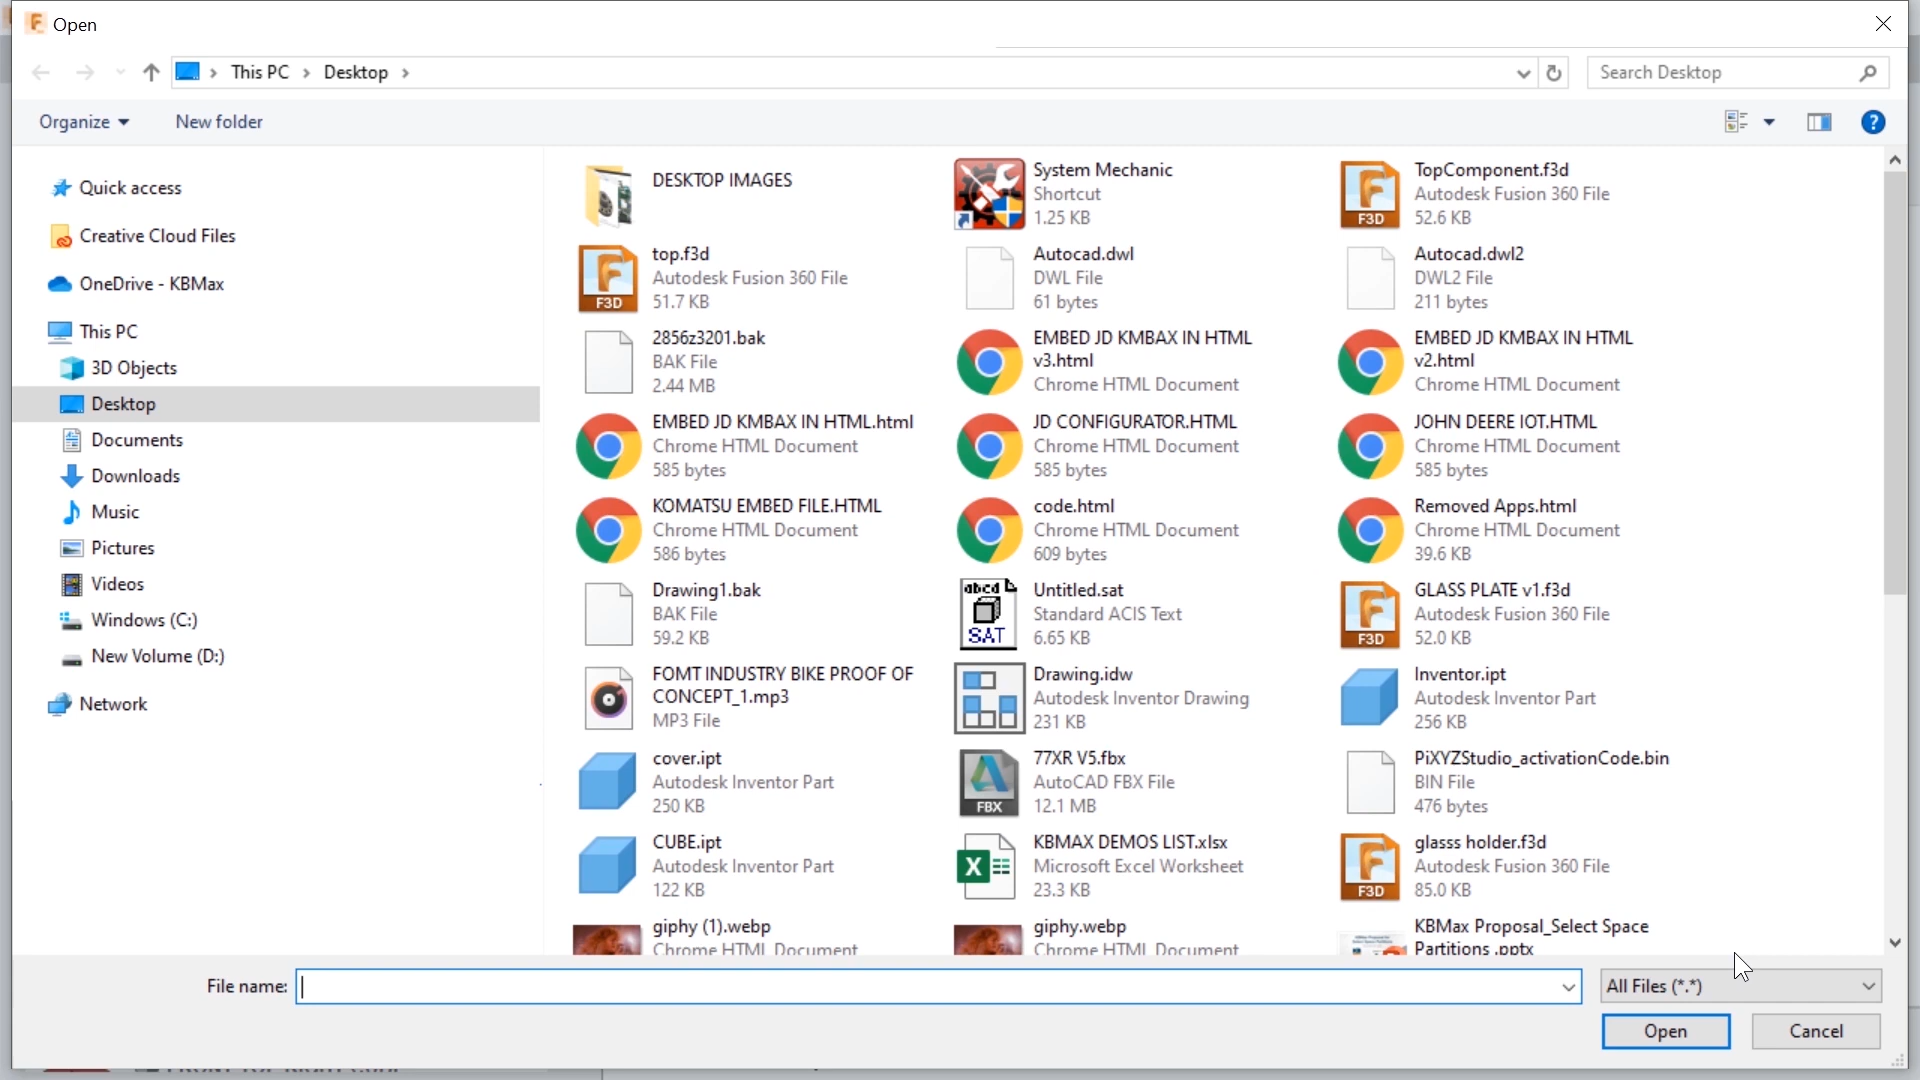 Open
This PC
Desktop
Search Desktop
Organize
New folder
?
Quick access
Creative Cloud Files
OneDrive - KBMax
This PC
3D Objects
Desktop
Documents
Downloads
Music
Pictures
Videos
Windows (C:)
New Volume (D:)
Network
DESKTOP IMAGES
System Mechanic
Shortcut
1.25 KB
F3D
TopComponent.f3d
Autodesk Fusion 360 File
52.6 KB
F3D
top.f3d
Autodesk Fusion 360 File
51.7 KB
Autocad.dwl
DWL File
61 bytes
Autocad.dwl2
DWL2 File
211 bytes
2856z3201.bak
BAK File
2.44 MB
EMBED JD KMBAX IN HTML
v3.html
Chrome HTML Document
EMBED JD KMBAX IN HTML
v2.html
Chrome HTML Document
EMBED JD KMBAX IN HTML.html
Chrome HTML Document
585 bytes
JD CONFIGURATOR.HTML
Chrome HTML Document
585 bytes
JOHN DEERE IOT.HTML
Chrome HTML Document
585 bytes
KOMATSU EMBED FILE.HTML
Chrome HTML Document
586 bytes
code.html
Chrome HTML Document
609 bytes
Removed Apps.html
Chrome HTML Document
39.6 KB
Drawing1.bak
BAK File
59.2 KB
abcd
SAT
Untitled.sat
Standard ACIS Text
6.65 KB
F3D
GLASS PLATE v1.f3d
Autodesk Fusion 360 File
52.0 KB
FOMT INDUSTRY BIKE PROOF OF
CONCEPT_1.mp3
MP3 File
Drawing.idw
Autodesk Inventor Drawing
231 KB
Inventor.ipt
Autodesk Inventor Part
256 KB
cover.ipt
Autodesk Inventor Part
250 KB
FBX
77XR V5.fbx
AutoCAD FBX File
12.1 MB
PiXYZStudio_activationCode.bin
BIN File
476 bytes
CUBE.ipt
Autodesk Inventor Part
122 KB
KBMAX DEMOS LIST.xlsx
Microsoft Excel Worksheet
23.3 KB
F3D
glasss holder.f3d
Autodesk Fusion 360 File
85.0 KB
giphy (1).webp
Chrome HTML Document
giphy.webp
Chrome HTML Document
KBMax Proposal_Select Space
Partitions .pptx
File name:
All Files (*.*)
Open
Cancel